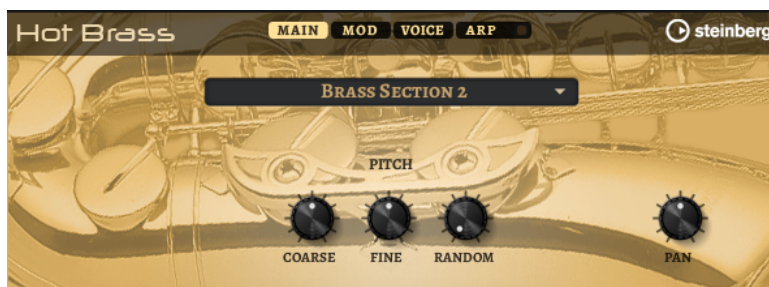 Hot Brass
MAIN MOD VOICE ARP
steinberg
BRASS SECTION 2
PITCH
COARSE FINE RANDOM PAN